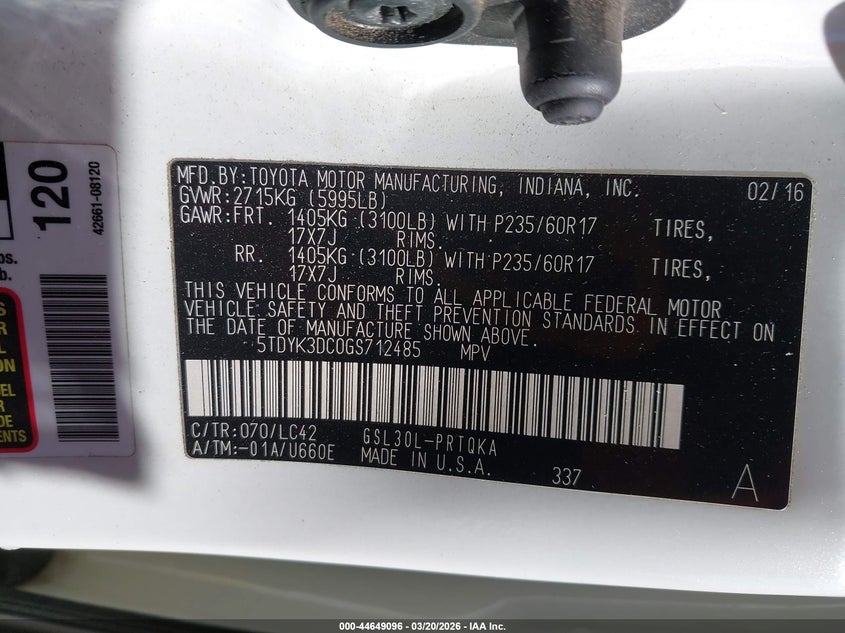 120
42661-08120
bs.
b.
MFD.BY:TOYOTA MOTOR MANUFACTURING, INDIANA, INC. 02/16
GVWR:2715KG (5995LB)
GAWR:FRT. 1405KG (3100LB) WITH P235/60R17 TIRES,
17X7J RIMS.
RR. 1405KG (3100LB) WITH P235/60R17 TIRES,
17X7J RIMS.
THIS VEHICLE CONFORMS TO ALL APPLICABLE FEDERAL MOTOR
VEHICLE SAFETY AND THEFT PREVENTION STANDARDS IN EFFECT ON
THE DATE OF MANUFACTURE SHOWN ABOVE.
5TDYK3DC0GS712485 MPV
C/TR:070/LC42 GSL30L-PRTQKA
A/TM:-01A/U660E MADE IN U.S.A. 337 A
000-44649096 - 03/20/2026 - IAA Inc.